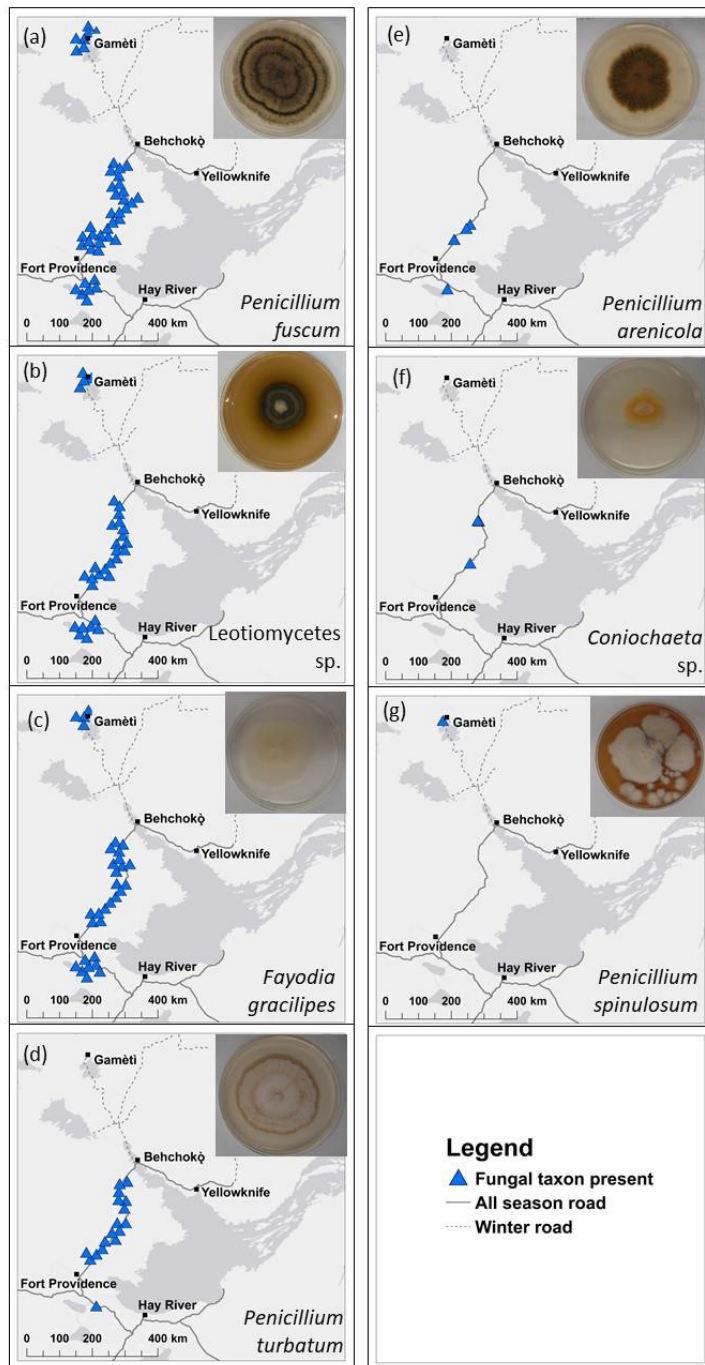 (a)
Gamètì
Behchokǫ̀
Yellowknife
Fort Providence
Hay River
0 100 200 400 km
Penicillium
fuscum
(b)
Gamètì
Behchokǫ̀
Yellowknife
Fort Providence
Hay River
0 100 200 400 km
Leotiomycetes
sp.
(c)
Gamètì
Behchokǫ̀
Yellowknife
Fort Providence
Hay River
0 100 200 400 km
Fayodia
gracilipes
(d)
Gamètì
Behchokǫ̀
Yellowknife
Fort Providence
Hay River
0 100 200 400 km
Penicillium
turbatum
(e)
Gamètì
Behchokǫ̀
Yellowknife
Fort Providence
Hay River
0 100 200 400 km
Penicillium
arenicola
(f)
Gamètì
Behchokǫ̀
Yellowknife
Fort Providence
Hay River
0 100 200 400 km
Coniochaeta
sp.
(g)
Gamètì
Behchokǫ̀
Yellowknife
Fort Providence
Hay River
0 100 200 400 km
Penicillium
spinulosum
Legend
Fungal taxon present
All season road
Winter road